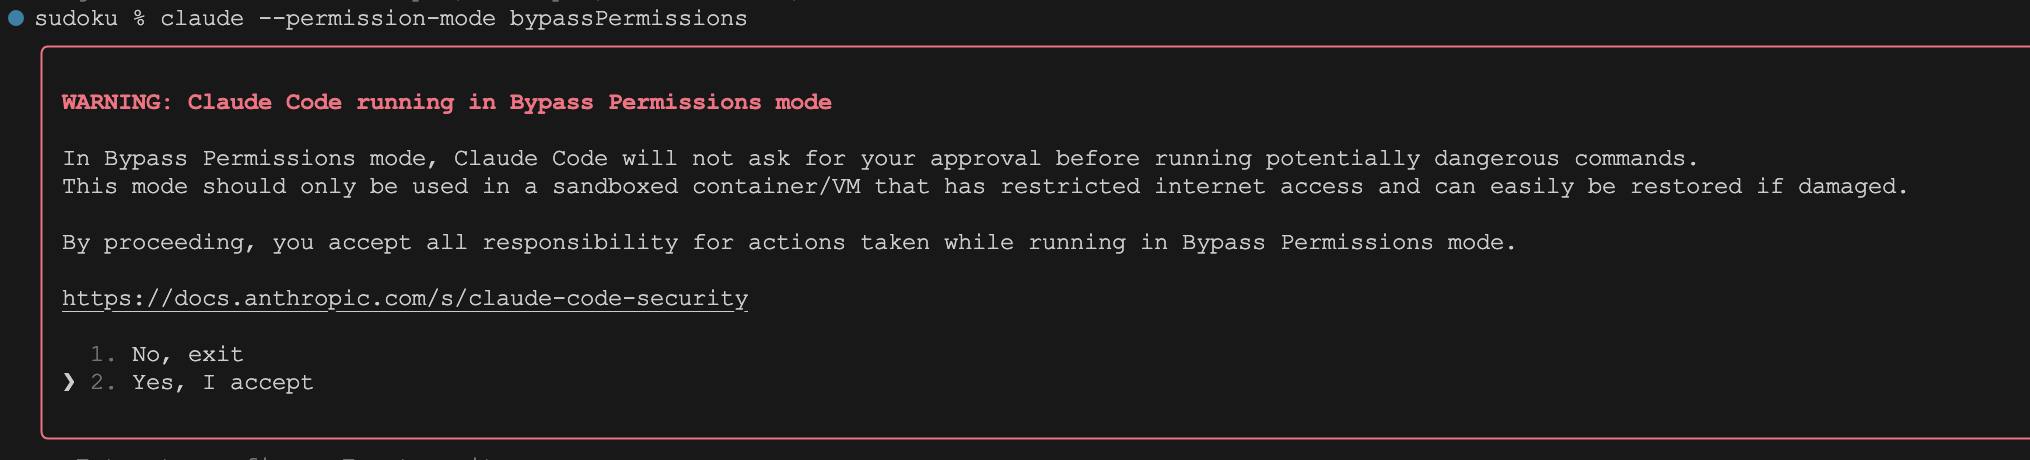 sudoku % claude --permission-mode bypassPermissions
WARNING: Claude Code running in Bypass Permissions mode
In Bypass Permissions mode, Claude Code will not ask for your approval before running potentially dangerous commands.
This mode should only be used in a sandboxed container/VM that has restricted internet access and can easily be restored if damaged.
By proceeding, you accept all responsibility for actions taken while running in Bypass Permissions mode.
https://docs.anthropic.com/s/claude-code-security
1. No, exit
❯ 2. Yes, I accept